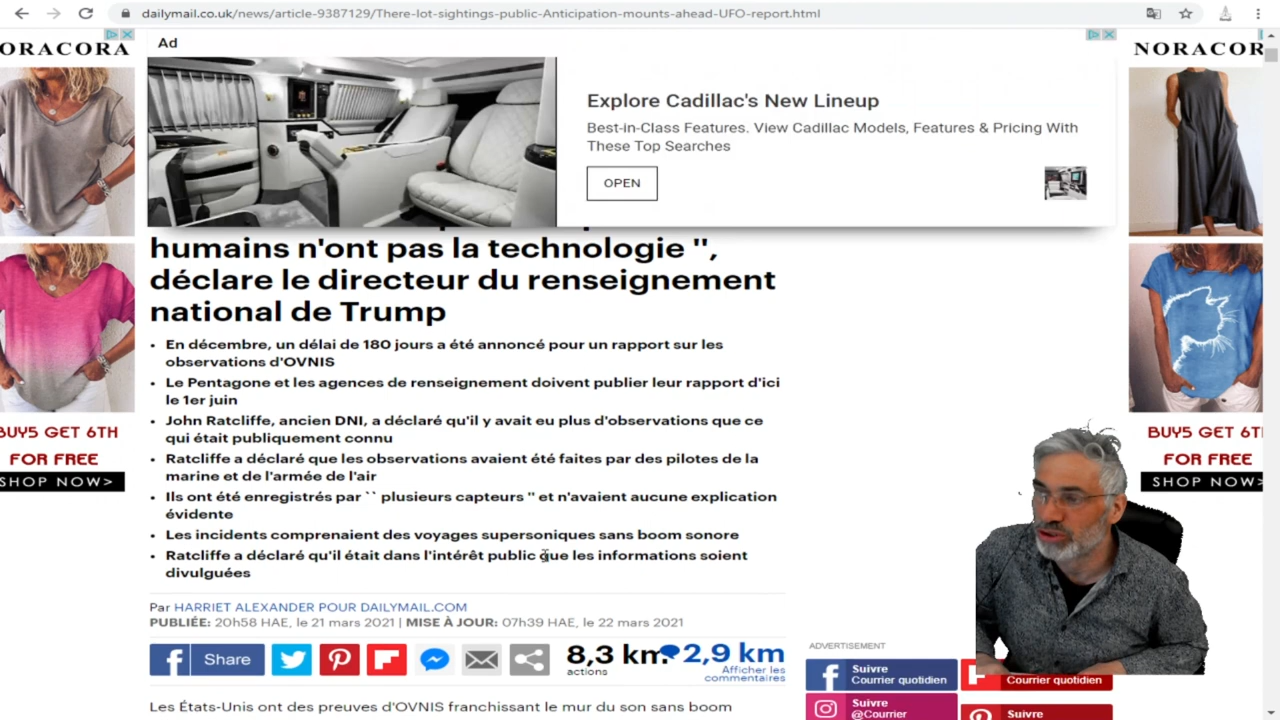 dailymail.co.uk/news/article-9387129/There-lot-sightings-public-Anticipation-mounts-ahead-UFO-report.html
NORACORA
Ad
Explore Cadillac's New Lineup
Best-in-Class Features. View Cadillac Models, Features & Pricing With
These Top Searches
OPEN
NORACOR
humains n'ont pas la technologie '',
déclare le directeur du renseignement
national de Trump
• En décembre, un délai de 180 jours a été annoncé pour un rapport sur les
observations d'OVNIS
• Le Pentagone et les agences de renseignement doivent publier leur rapport d'ici
le 1er juin
• John Ratcliffe, ancien DNI, a déclaré qu'il y avait eu plus d'observations que ce
qui était publiquement connu
• Ratcliffe a déclaré que les observations avaient été faites par des pilotes de la
marine et de l'armée de l'air
• Ils ont été enregistrés par `` plusieurs capteurs '' et n'avaient aucune explication
évidente
• Les incidents comprenaient des voyages supersoniques sans boom sonore
• Ratcliffe a déclaré qu'il était dans l'intérêt public que les informations soient
divulguées
Par HARRIET ALEXANDER POUR DAILYMAIL.COM
PUBLIÉE: 20h58 HAE, le 21 mars 2021 | MISE À JOUR: 07h39 HAE, le 22 mars 2021
Share
8,3 km.
actions
2,9 km
Afficher les
commentaires
Les États-Unis ont des preuves d'OVNIS franchissant le mur du son sans boom
BUY5 GET 6TH
FOR FREE
SHOP NOW>
BUY5 GET 6TH
FOR FREE
SHOP NOW>
ADVERTISEMENT
Suivre
Courrier quotidien
Courrier quotidien
Suivre
@Courrier
Suivre